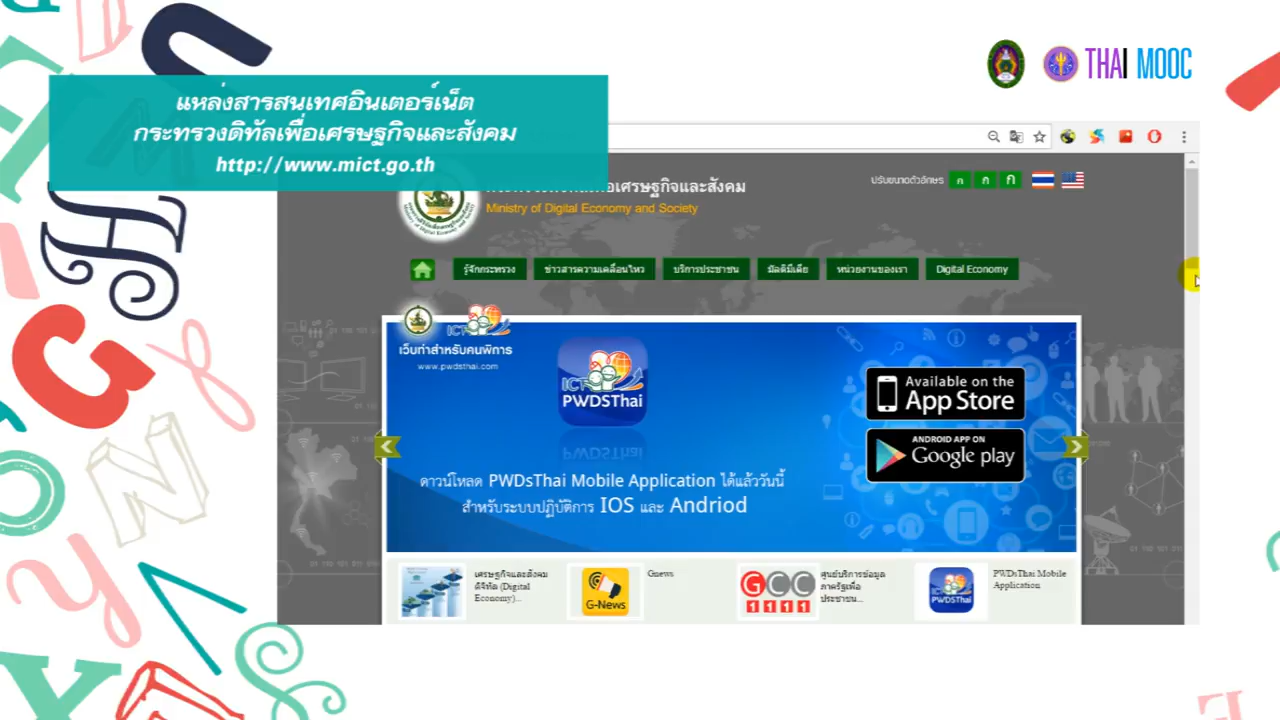 แหล่งสารสนเทศอินเตอร์เน็ต
กระทรวงดิทัลเพื่อเศรษฐกิจและสังคม
http://www.mict.go.th
THAI MOOC
เพื่อเศรษฐกิจและสังคม
Ministry of Digital Economy and Society
ปรับขนาดตัวอักษร ก ก ก
รู้จักกระทรวง ข่าวสารความเคลื่อนไหว บริการประชาชน มัลติมีเดีย หน่วยงานของเรา Digital Economy
ICT
เว็บท่าสำหรับคนพิการ
www.pwdsthai.com
ICT
PWDSThai
Available on the
App Store
ANDROID APP ON
Google play
ดาวน์โหลด PWDsThai Mobile Application ได้แล้ววันนี้
สำหรับระบบปฏิบัติการ IOS และ Andriod
เศรษฐกิจและสังคม
ดิจิทัล (Digital
Economy)...
G-News
Gnews
GCC
1111
ศูนย์บริการข้อมูล
ภาครัฐเพื่อ
ประชาชน...
PWDSThai
PWDsThai Mobile
Application